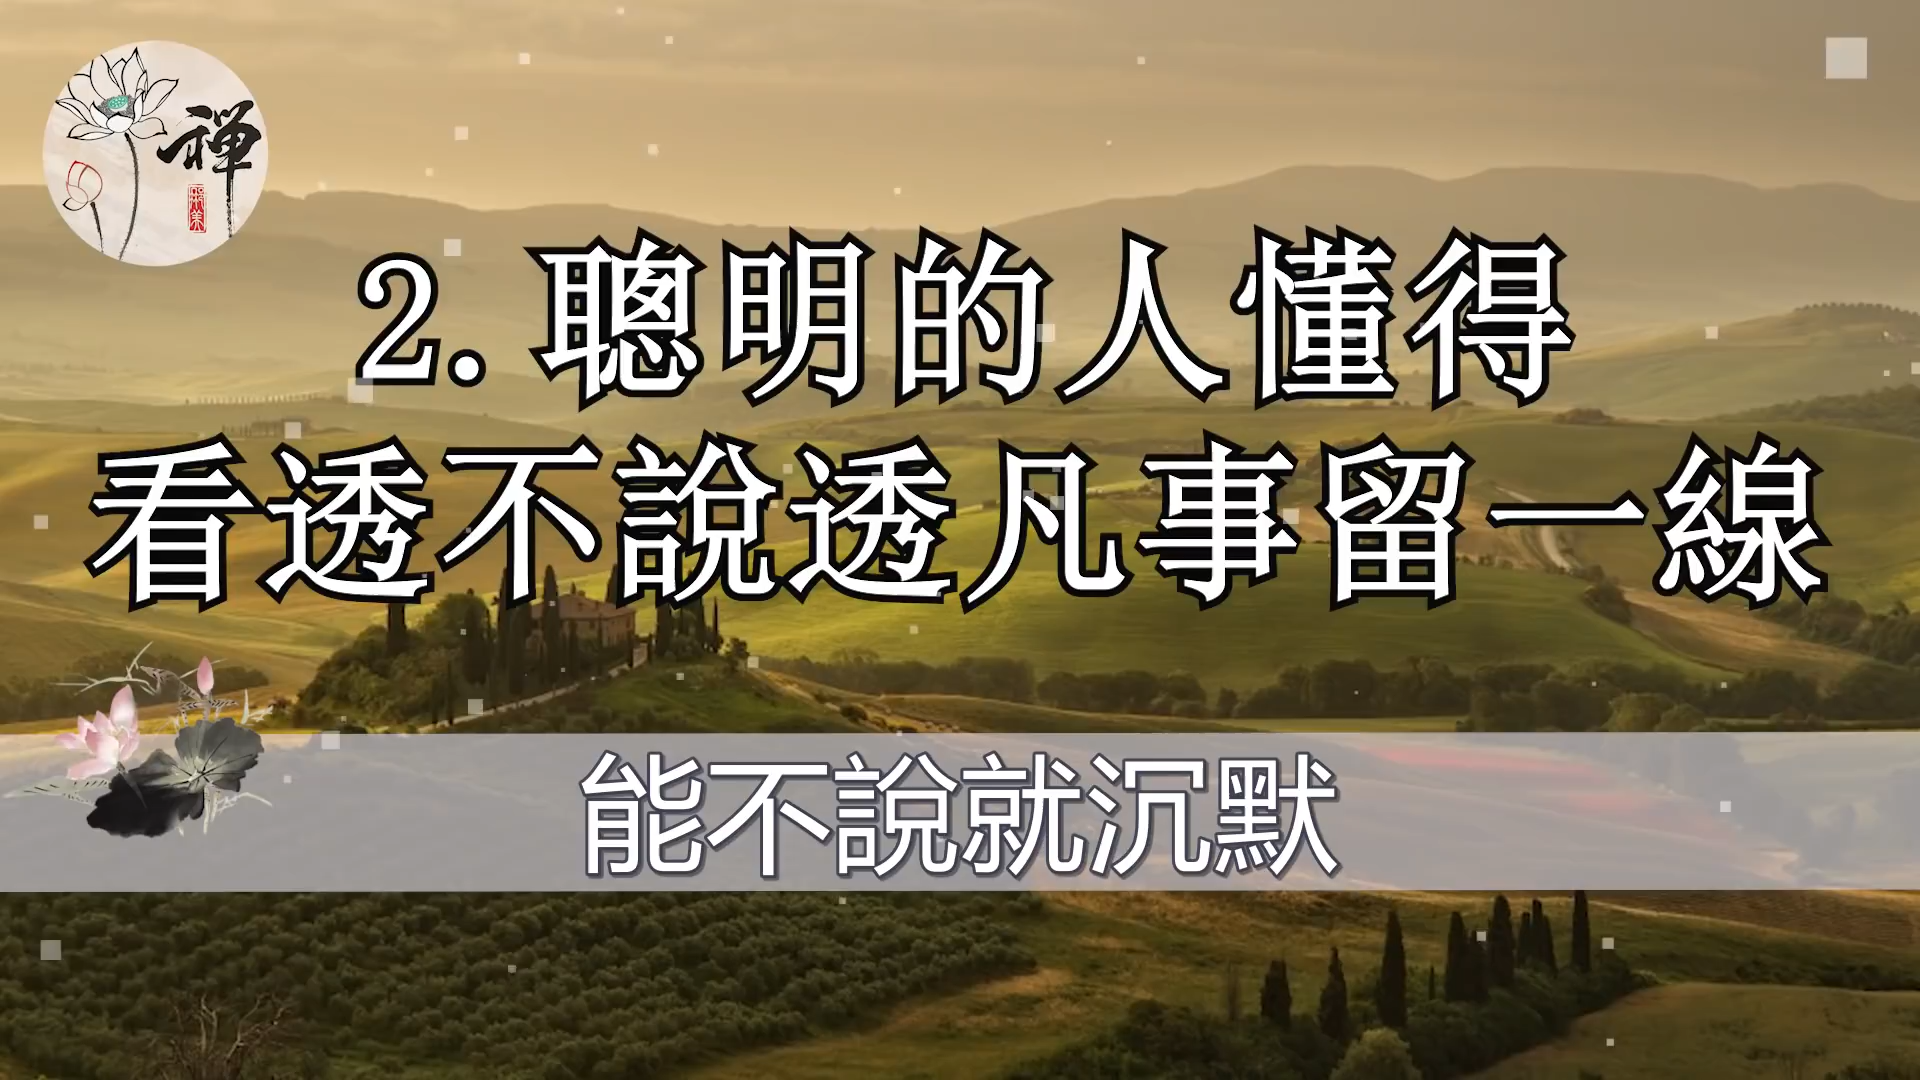 禅
2.聰明的人懂得
看透不說透凡事留一線
能不說就沉默